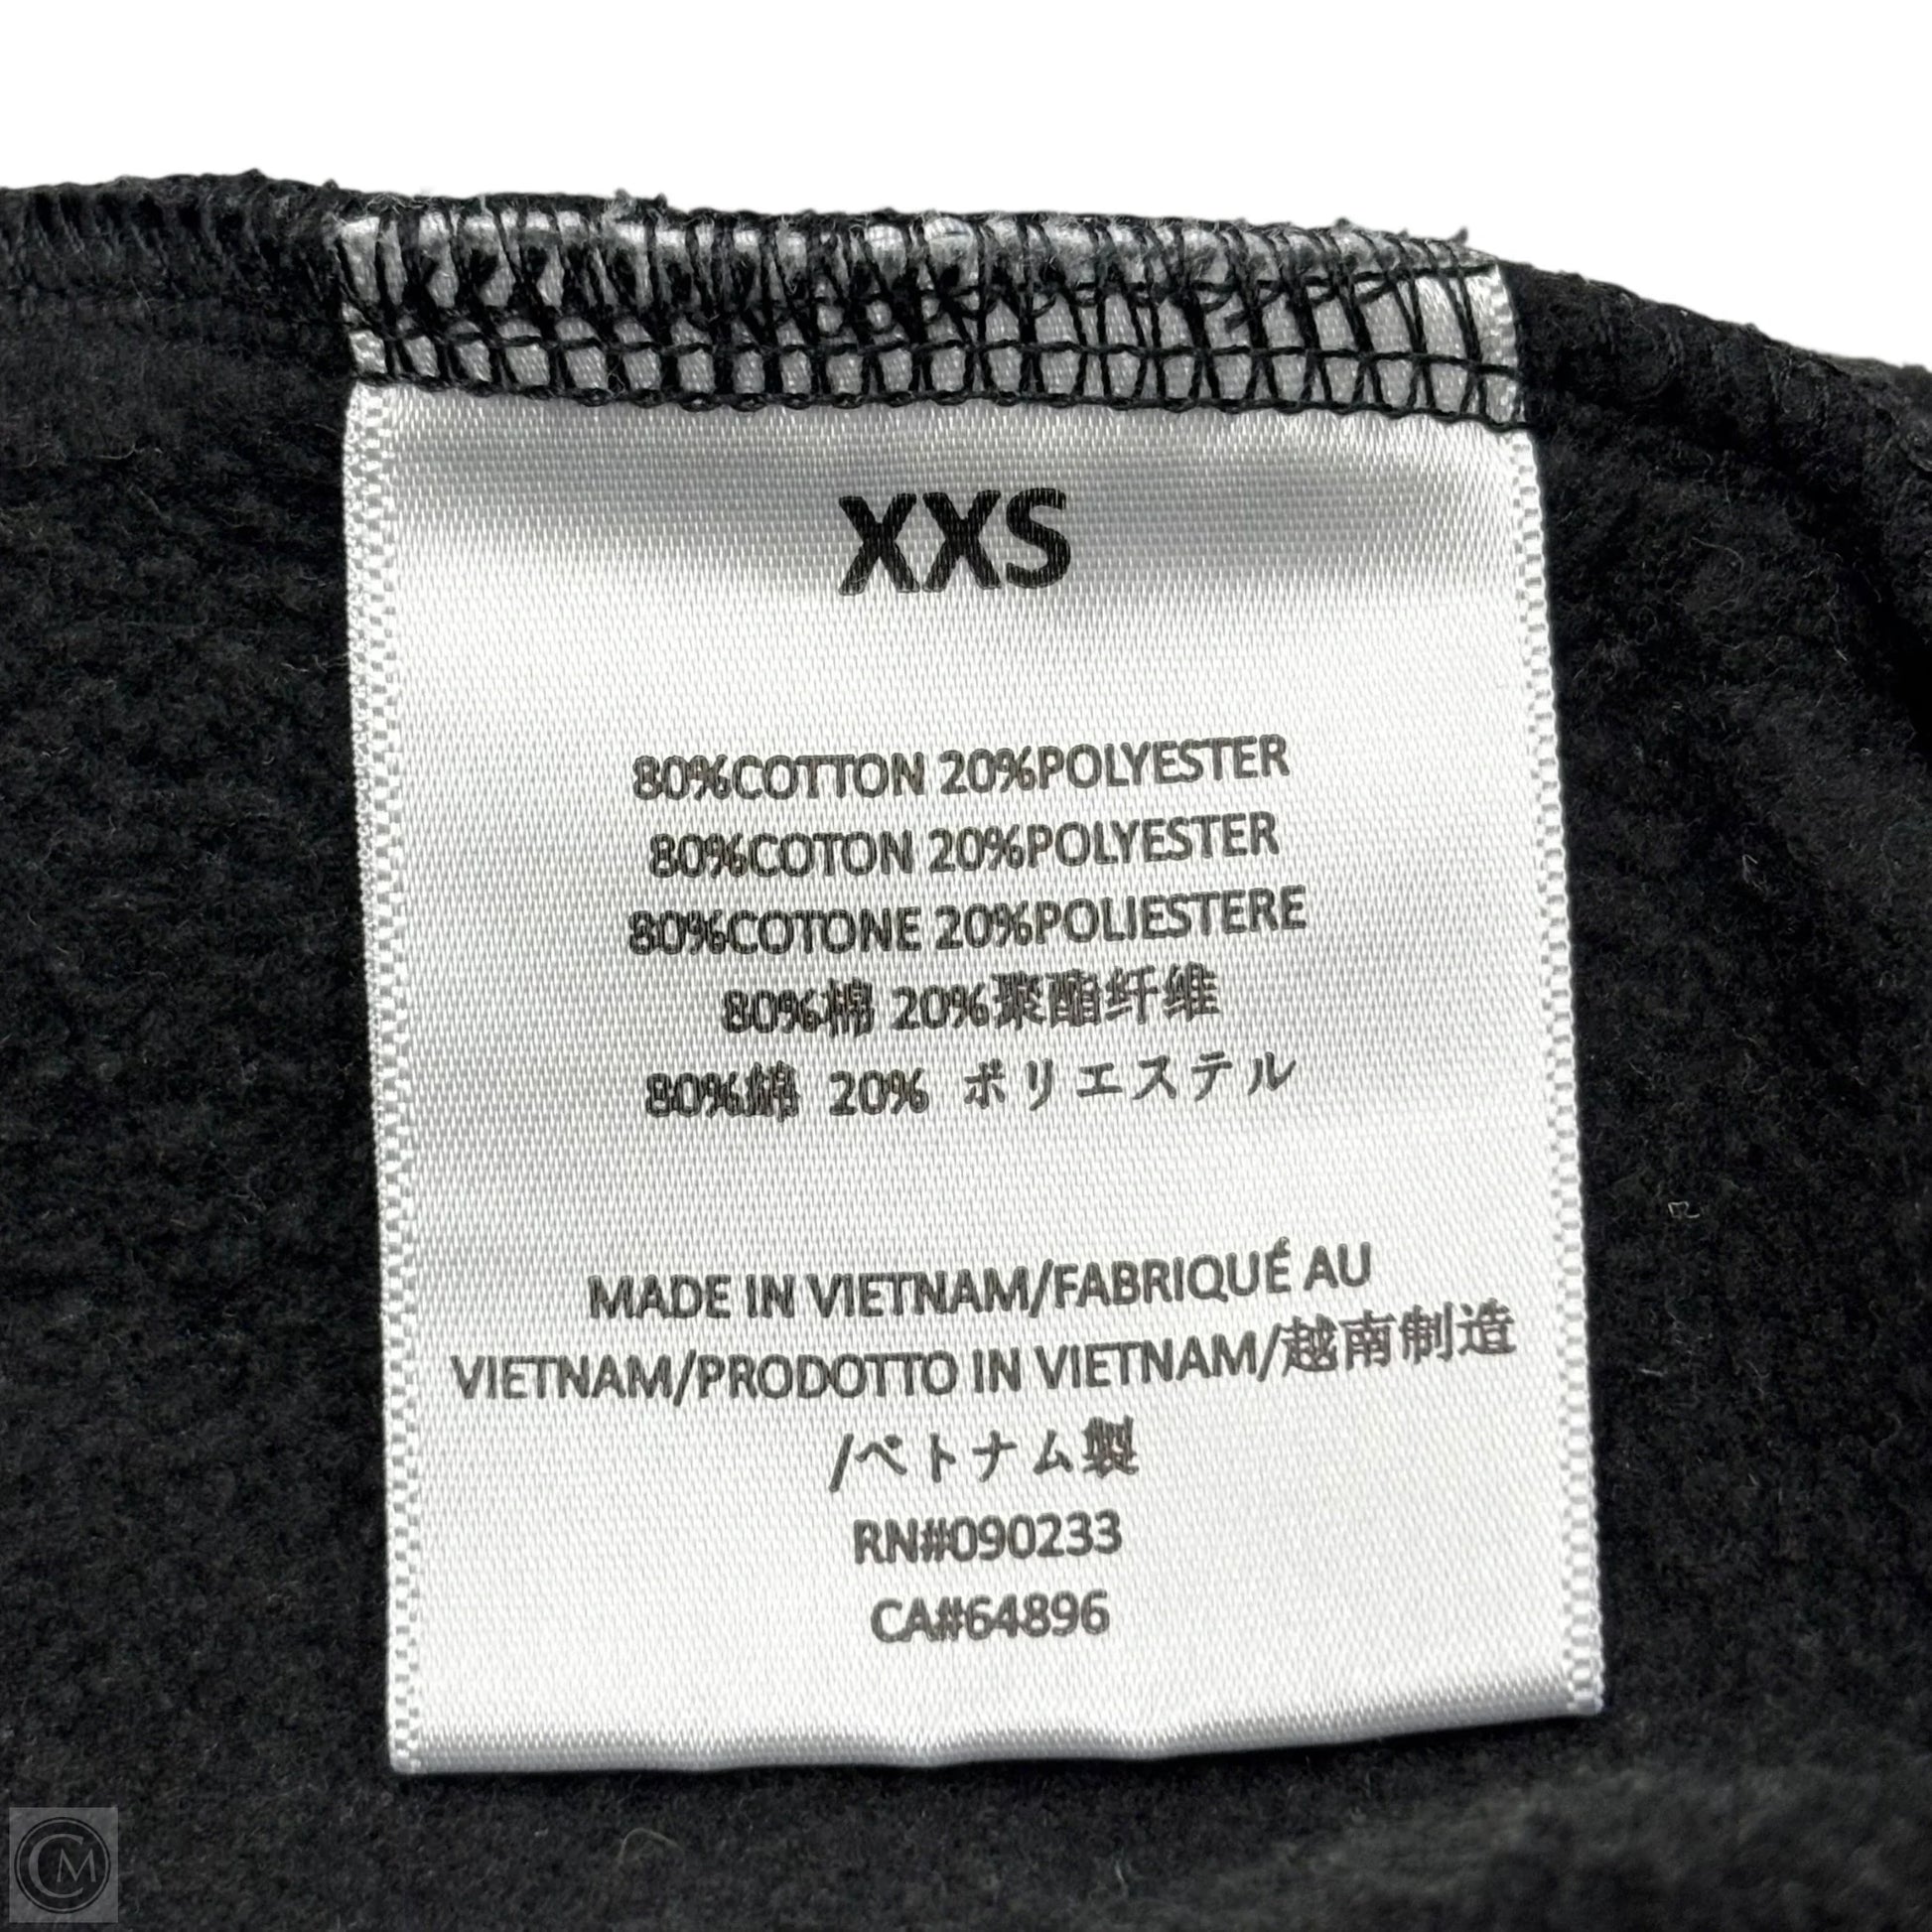 XXS
80%COTTON 20%POLYESTER
80%COTON 20%POLYESTER
80%COTONE 20%POLIESTERE
80%棉 20%聚酯纤维
80%綿 20% ポリエステル
MADE IN VIETNAM/FABRIQUÉ AU
VIETNAM/PRODOTTO IN VIETNAM/越南制造
/ベトナム製
RN#090233
CA#64896
CM